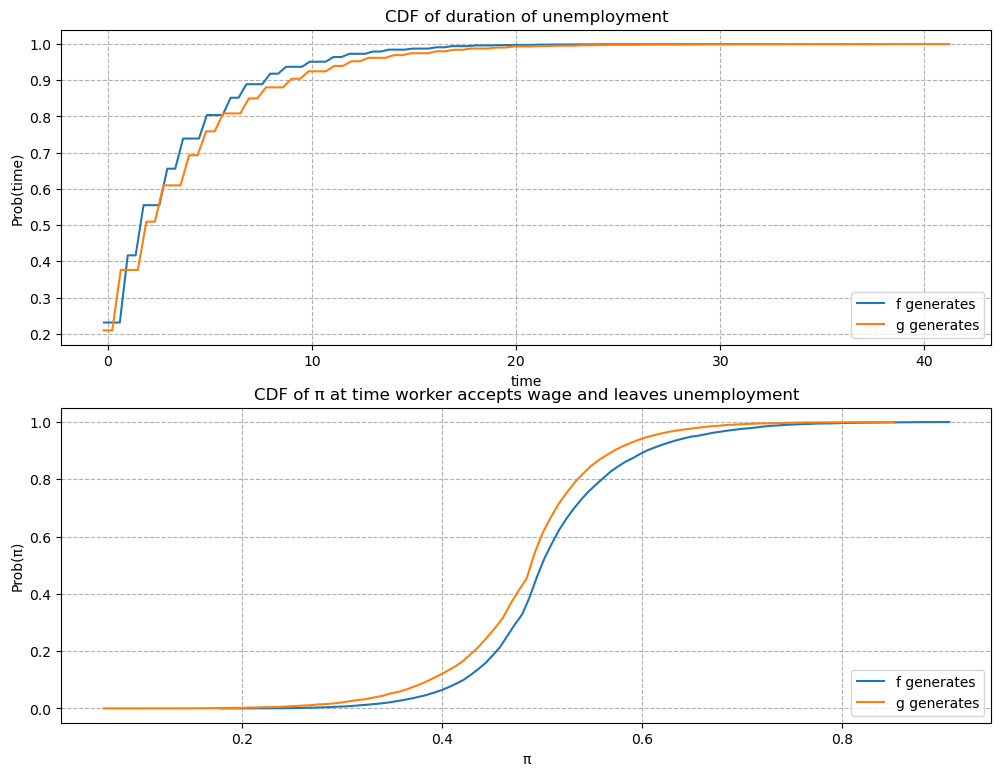 CDF of duration of unemployment
Prob(time)
1.0
0.9
0.8
0.7
0.6
0.5
0.4
0.3
0.2
f generates
g generates
0 10 20 30 40
time
CDF of π at time worker accepts wage and leaves unemployment
Prob(π)
1.0
0.8
0.6
0.4
0.2
0.0
f generates
g generates
0.2 0.4 0.6 0.8
π